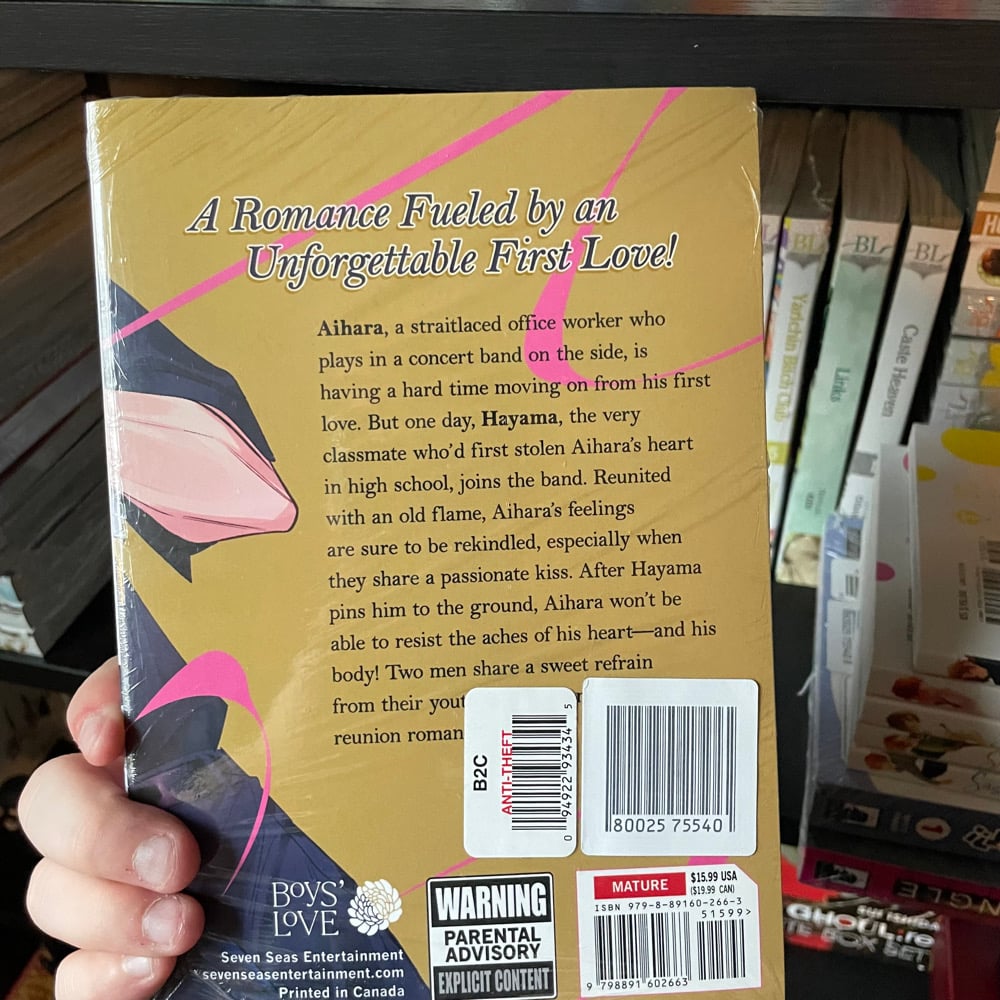 A Romance Fueled by an
Unforgettable First Love!
Aihara, a straitlaced office worker who
plays in a concert band on the side, is
having a hard time moving on from his first
love. But one day, Hayama, the very
classmate who'd first stolen Aihara's heart
in high school, joins the band. Reunited
with an old flame, Aihara's feelings
are sure to be rekindled, especially when
they share a passionate kiss. After Hayama
pins him to the ground, Aihara won't be
able to resist the aches of his heart—and his
body! Two men share a sweet refrain
from their
reunion
B2C
ANTI-THEFT
0 94922 93434 5
80025 75540
BOYS'
LOVE
Seven Seas Entertainment
sevenseasentertainment.com
Printed in Canada
WARNING
PARENTAL
ADVISORY
EXPLICIT CONTENT
MATURE
$15.99 USA
($19.99 CAN)
ISBN 979-8-89160-266-3
51599>
9 798891 602663
BL
Yarichin Bitch Club
BL
Links
BL
Castle Heaven